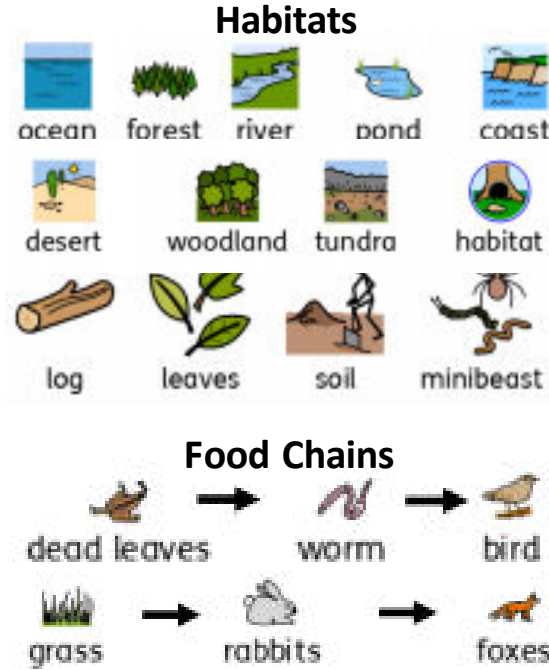 Habitats
ocean forest river pond coast
desert woodland tundra habitat
log leaves soil minibeast
Food Chains
dead leaves worm bird
grass rabbits foxes